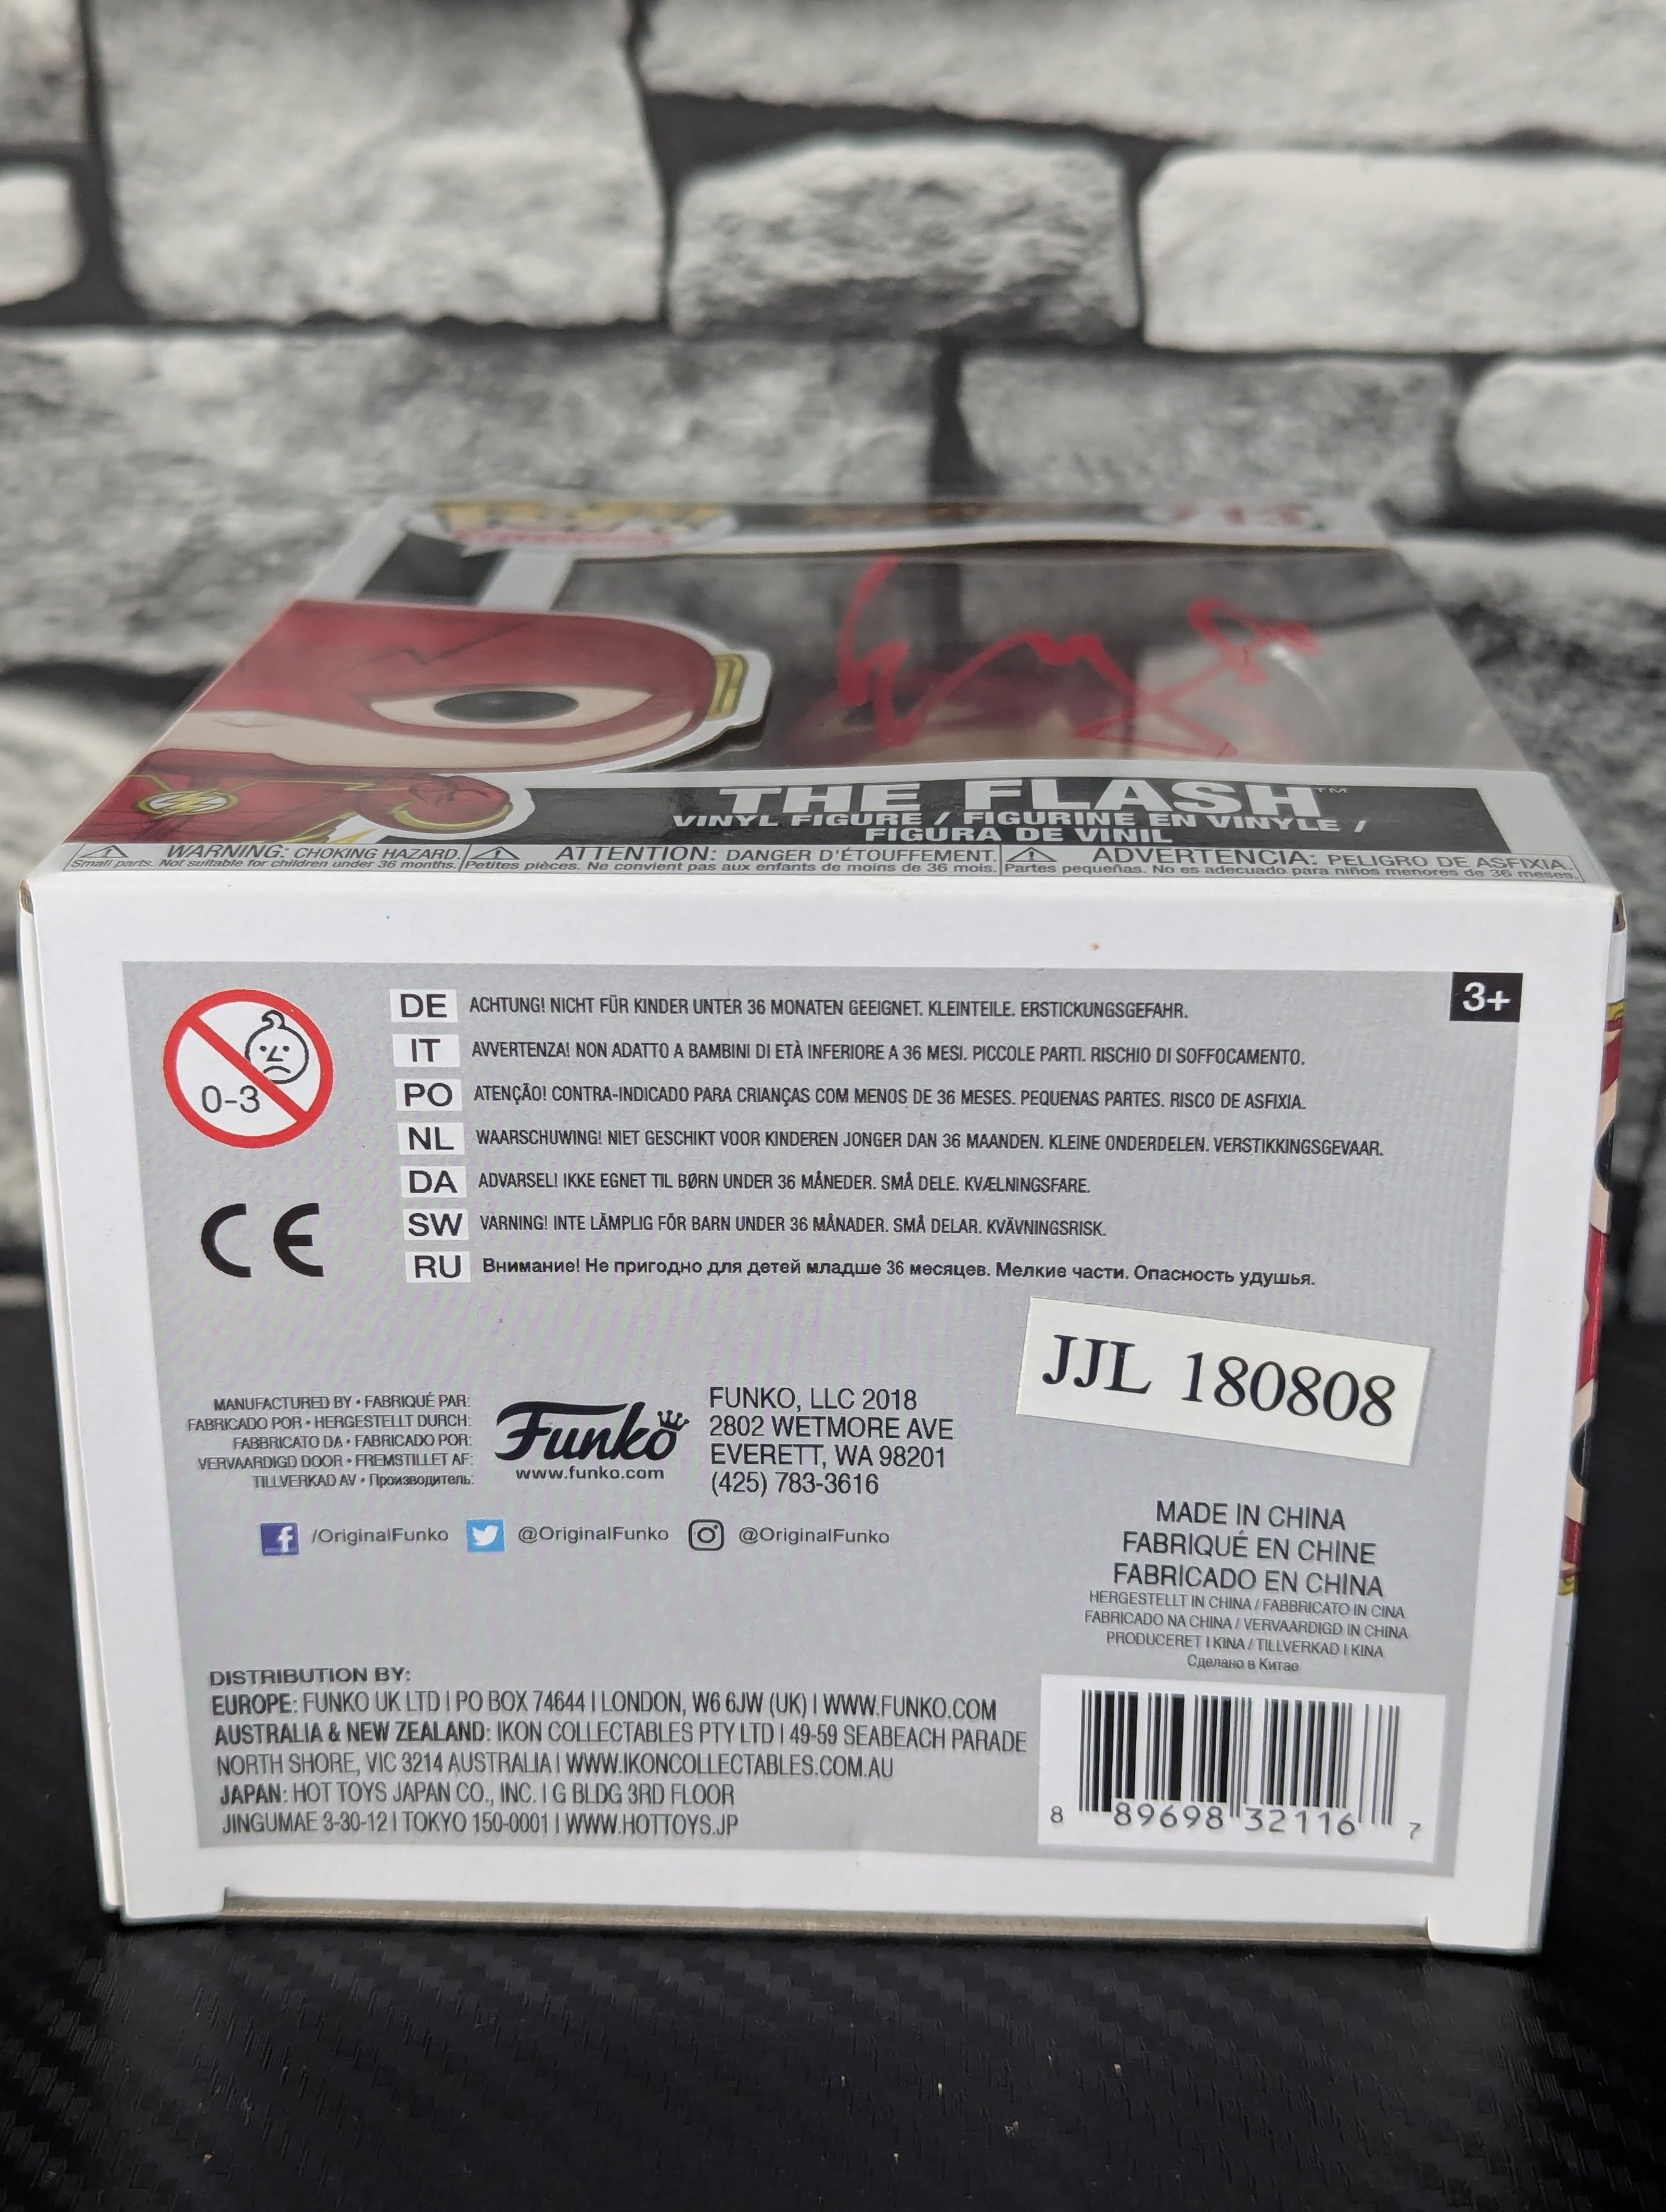 THE FLASH™
VINYL FIGURE / FIGURINE EN VINYLE /
FIGURA DE VINIL
WARNING: CHOKING HAZARD.
Small parts. Not suitable for children under 36 months.
ATTENTION: DANGER D'ÉTOUFFEMENT.
Petites pièces. Ne convient pas aux enfants de moins de 36 mois.
ADVERTENCIA: PELIGRO DE ASFIXIA.
Partes pequeñas. No es adecuado para niños menores de 36 meses.
3+
0-3
DE ACHTUNG! NICHT FÜR KINDER UNTER 36 MONATEN GEEIGNET. KLEINTEILE. ERSTICKUNGSGEFAHR.
IT AVVERTENZA! NON ADATTO A BAMBINI DI ETÀ INFERIORE A 36 MESI. PICCOLE PARTI. RISCHIO DI SOFFOCAMENTO.
PO ATENÇÃO! CONTRA-INDICADO PARA CRIANÇAS COM MENOS DE 36 MESES. PEQUENAS PARTES. RISCO DE ASFIXIA.
NL WAARSCHUWING! NIET GESCHIKT VOOR KINDEREN JONGER DAN 36 MAANDEN. KLEINE ONDERDELEN. VERSTIKKINGSGEVAAR.
DA ADVARSEL! IKKE EGNET TIL BØRN UNDER 36 MÅNEDER. SMÅ DELE. KVÆLNINGSFARE.
SW VARNING! INTE LÄMPLIG FÖR BARN UNDER 36 MÅNADER. SMÅ DELAR. KVÄVNINGSRISK.
RU Внимание! Не пригодно для детей младше 36 месяцев. Мелкие части. Опасность удушья.
CE
JJL 180808
MANUFACTURED BY • FABRIQUÉ PAR:
FABRICADO POR • HERGESTELLT DURCH:
FABBRICATO DA • FABRICADO POR:
VERVAARDIGD DOOR • FREMSTILLET AF:
TILLVERKAD AV • Производитель:
Funko
www.funko.com
FUNKO, LLC 2018
2802 WETMORE AVE
EVERETT, WA 98201
(425) 783-3616
/OriginalFunko @OriginalFunko @OriginalFunko
MADE IN CHINA
FABRIQUÉ EN CHINE
FABRICADO EN CHINA
HERGESTELLT IN CHINA / FABBRICATO IN CINA
FABRICADO NA CHINA / VERVAARDIGD IN CHINA
PRODUCERET I KINA / TILLVERKAD I KINA
Сделано в Китае
DISTRIBUTION BY:
EUROPE: FUNKO UK LTD | PO BOX 74644 | LONDON, W6 6JW (UK) | WWW.FUNKO.COM
AUSTRALIA & NEW ZEALAND: IKON COLLECTABLES PTY LTD | 49-59 SEABEACH PARADE
NORTH SHORE, VIC 3214 AUSTRALIA | WWW.IKONCOLLECTABLES.COM.AU
JAPAN: HOT TOYS JAPAN CO., INC. | G BLDG 3RD FLOOR
JINGUMAE 3-30-12 | TOKYO 150-0001 | WWW.HOTTOYS.JP
8 89698 32116 7